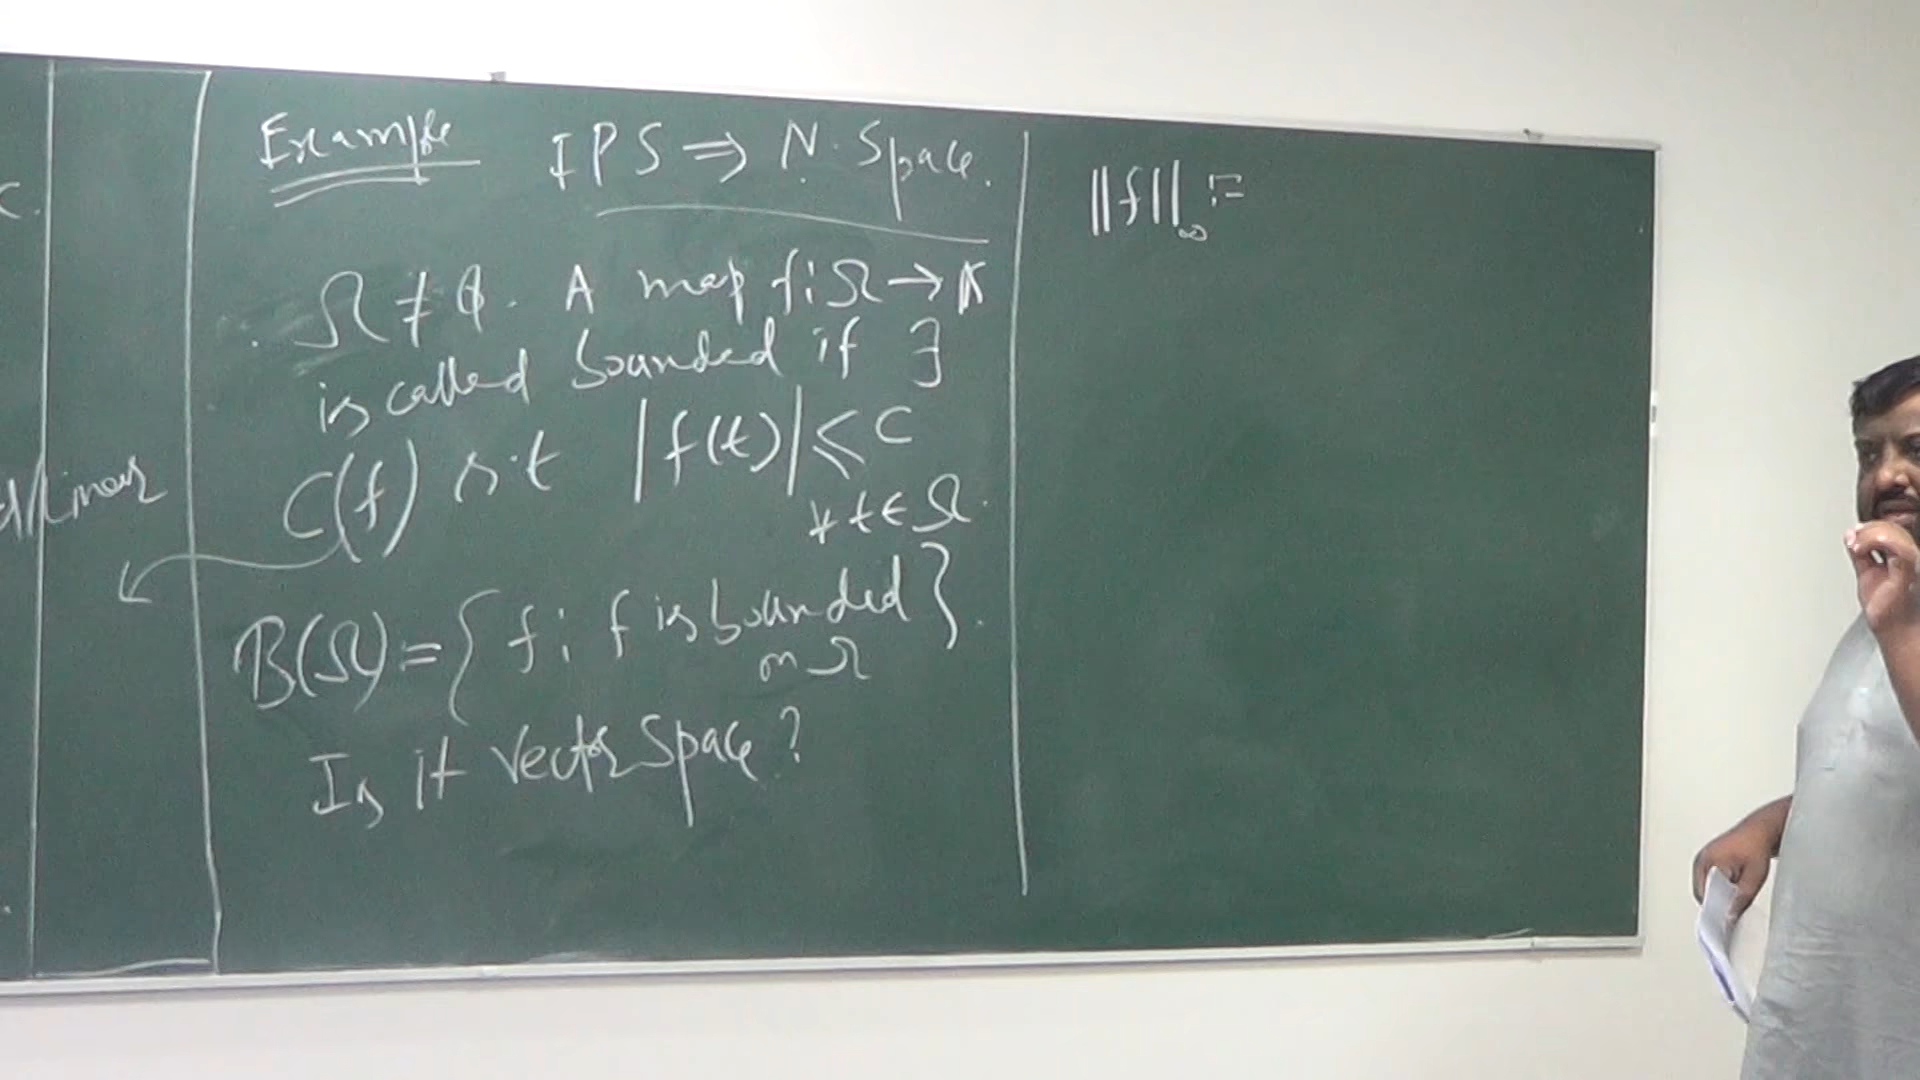 Example IPS ⇒ N. Space.
Ω ≠ ϕ. A map f: Ω → K
is called bounded if ∃
C(f) s.t |f(t)| ≤ C
∀ t ∈ Ω.
B(Ω) = { f ; f is bounded }.
on Ω
Is it Vector Space ?
||f||∞ :=